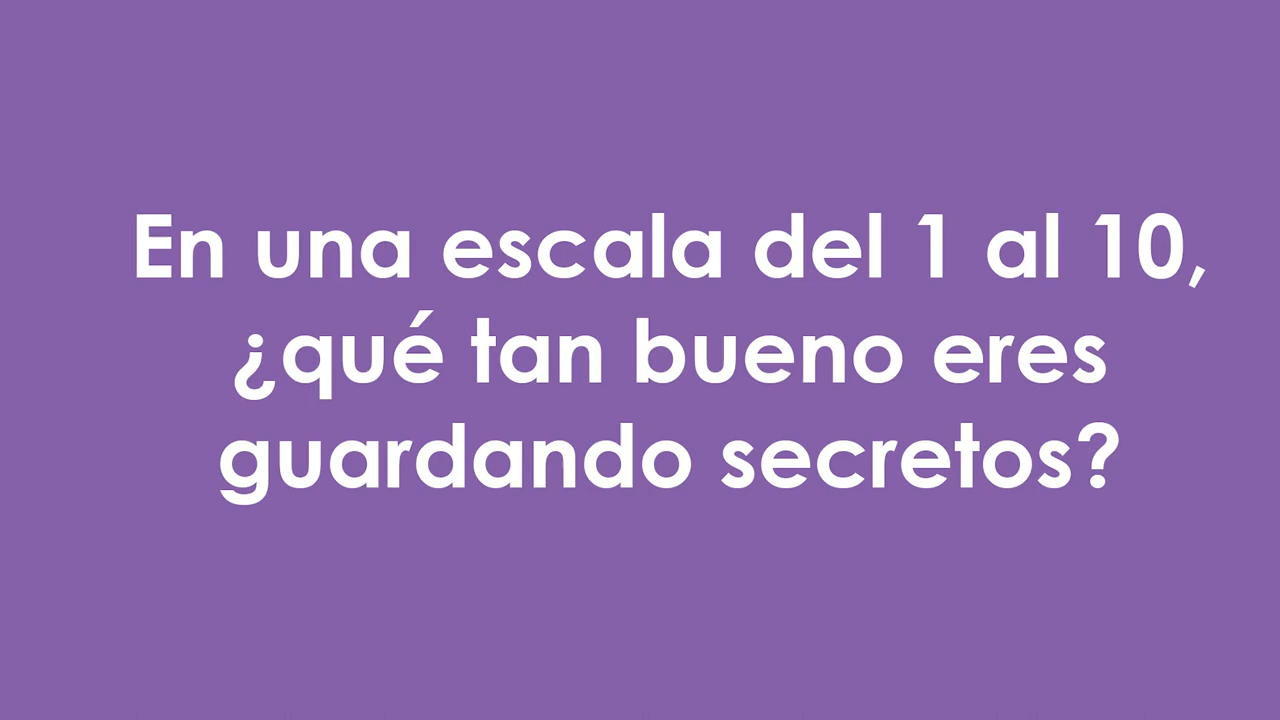 En una escala del 1 al 10,
¿qué tan bueno eres
guardando secretos?